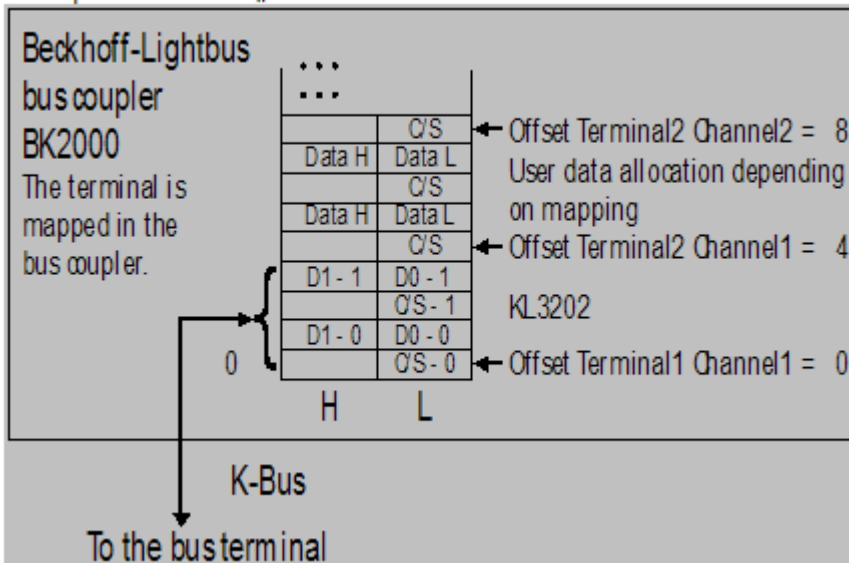 Beckhoff-Lightbus
bus coupler
BK2000
The terminal is
mapped in the
bus coupler.
...
...
C/S
Data H Data L
C/S
Data H Data L
C/S
D1 - 1 D0 - 1
C/S - 1
D1 - 0 D0 - 0
C/S - 0
0
H L
Offset Terminal2 Channel2 = 8
User data allocation depending
on mapping
Offset Terminal2 Channel1 = 4
KL3202
Offset Terminal1 Channel1 = 0
K-Bus
To the bus terminal